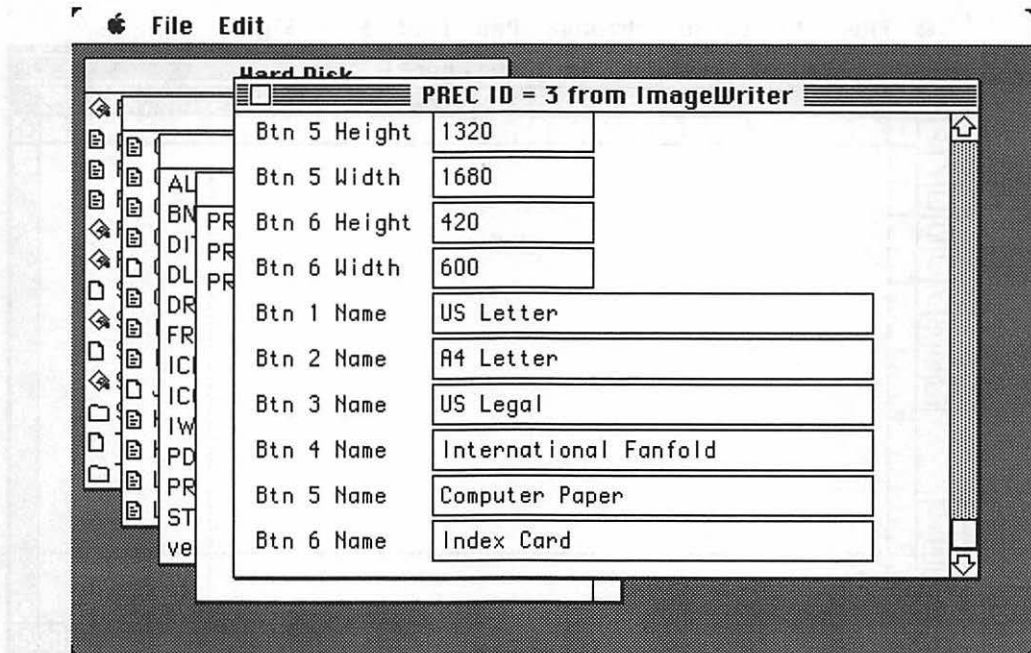 File Edit
Hard Disk
PREC ID = 3 from ImageWriter
Btn 5 Height 1320
Btn 5 Width 1680
Btn 6 Height 420
Btn 6 Width 600
Btn 1 Name US Letter
Btn 2 Name A4 Letter
Btn 3 Name US Legal
Btn 4 Name International Fanfold
Btn 5 Name Computer Paper
Btn 6 Name Index Card
AL
BN
DI
DL
DR
FR
ICI
IW
PD
PR
ST
ve
PR
PR
PR